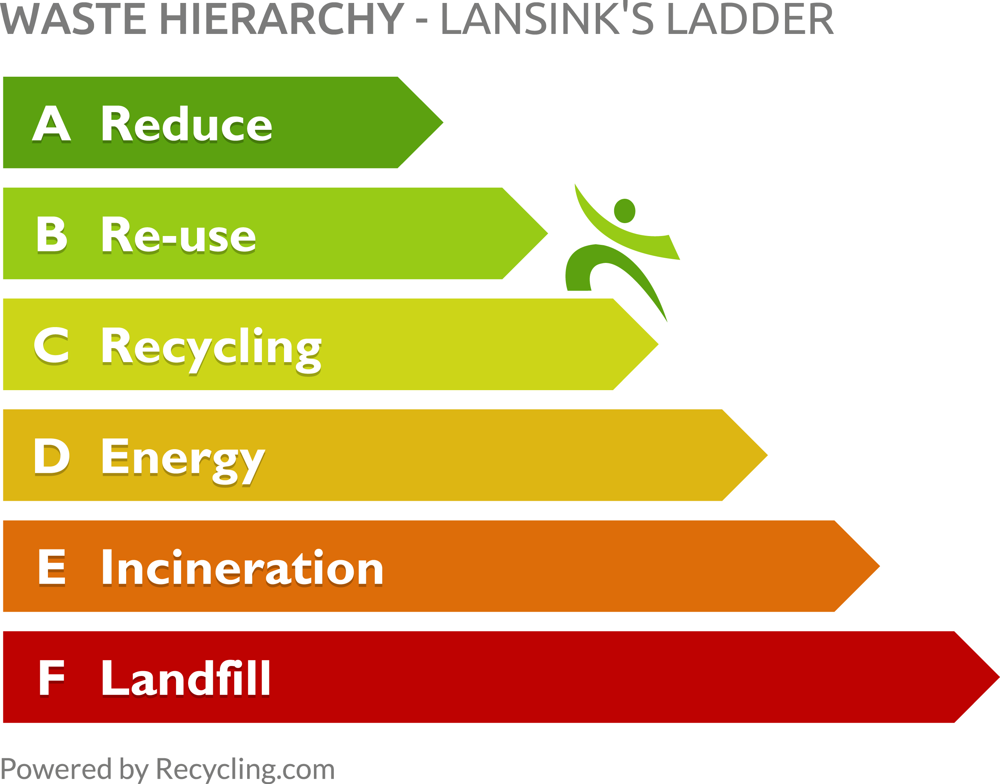 WASTE HIERARCHY - LANSINK'S LADDER
A Reduce
B Re-use
C Recycling
D Energy
E Incineration
F Landfill
Powered by Recycling.com